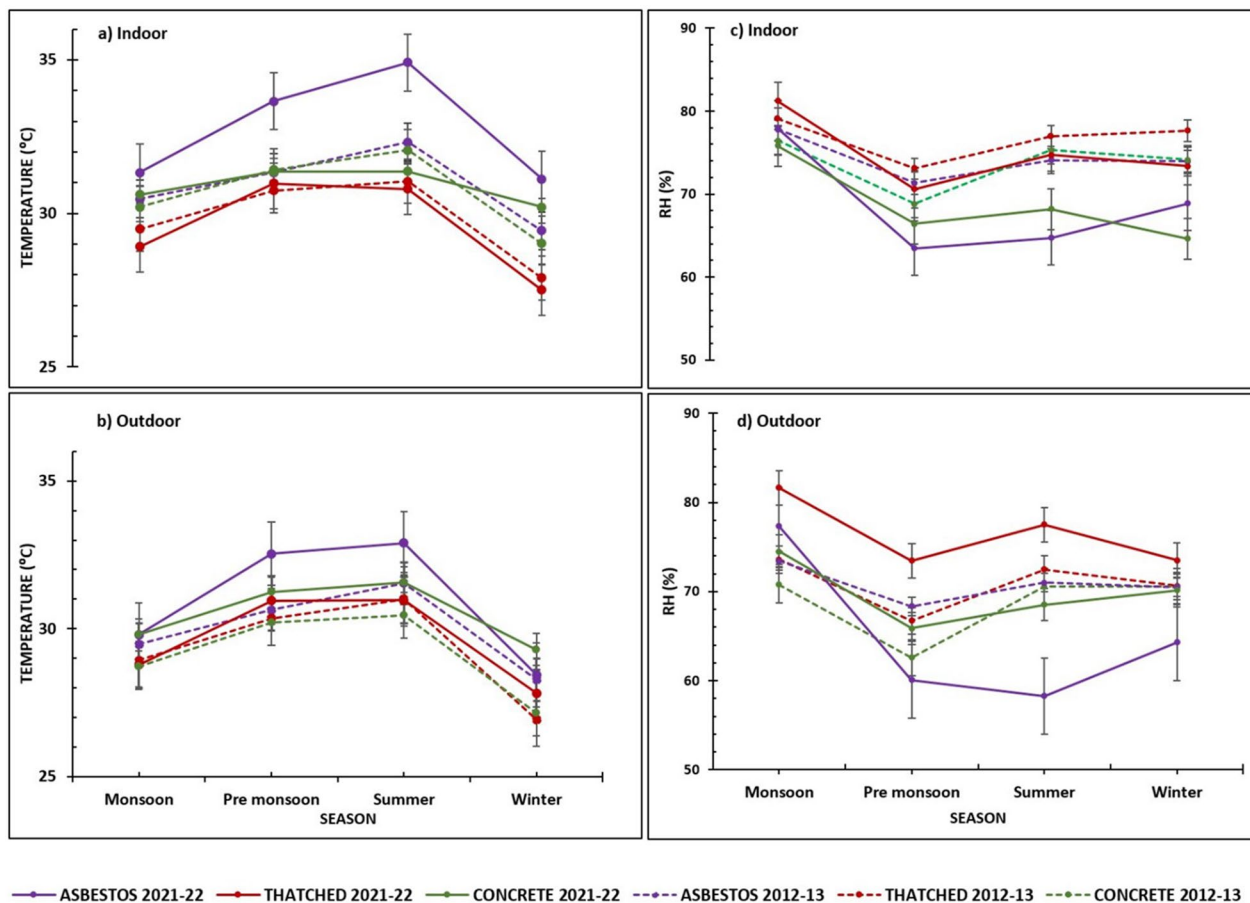 a) Indoor
35
30
25
TEMPERATURE (°C)
c) Indoor
90
80
70
60
50
RH (%)
b) Outdoor
35
30
25
TEMPERATURE (°C)
Monsoon Pre monsoon Summer Winter
SEASON
d) Outdoor
90
80
70
60
50
RH (%)
Monsoon Pre monsoon Summer Winter
SEASON
ASBESTOS 2021-22 THATCHED 2021-22 CONCRETE 2021-22 ASBESTOS 2012-13 THATCHED 2012-13 CONCRETE 2012-13